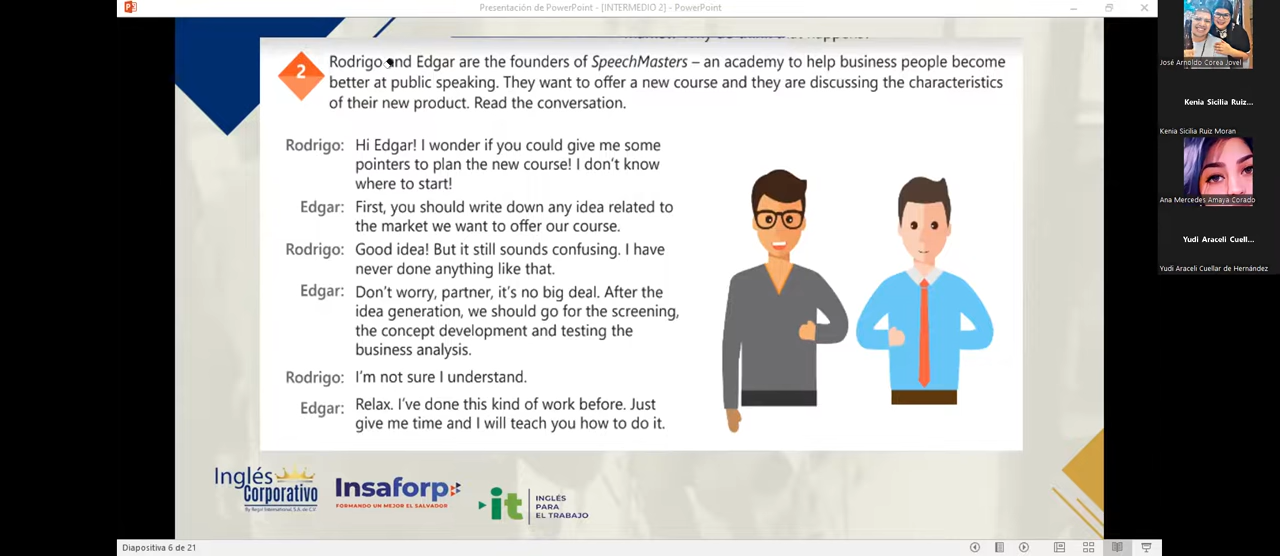 Presentación de PowerPoint - [INTERMEDIO 2] - PowerPoint
2
Rodrigo and Edgar are the founders of SpeechMasters – an academy to help business people become
better at public speaking. They want to offer a new course and they are discussing the characteristics
of their new product. Read the conversation.
Rodrigo: Hi Edgar! I wonder if you could give me some
pointers to plan the new course! I don't know
where to start!
Edgar: First, you should write down any idea related to
the market we want to offer our course.
Rodrigo: Good idea! But it still sounds confusing. I have
never done anything like that.
Edgar: Don't worry, partner, it's no big deal. After the
idea generation, we should go for the screening,
the concept development and testing the
business analysis.
Rodrigo: I'm not sure I understand.
Edgar: Relax. I've done this kind of work before. Just
give me time and I will teach you how to do it.
Inglés
Corporativo
By Regal International, S.A. de C.V.
Insaforp
FORMANDO UN MEJOR EL SALVADOR
it
INGLÉS
PARA
EL TRABAJO
Diapositiva 6 de 21
José Arnoldo Corea Jovel
Kenia Sicilia Ruiz...
Kenia Sicilia Ruiz Moran
Ana Mercedes Amaya Corado
Yudi Araceli Cuell...
Yudi Araceli Cuellar de Hernández